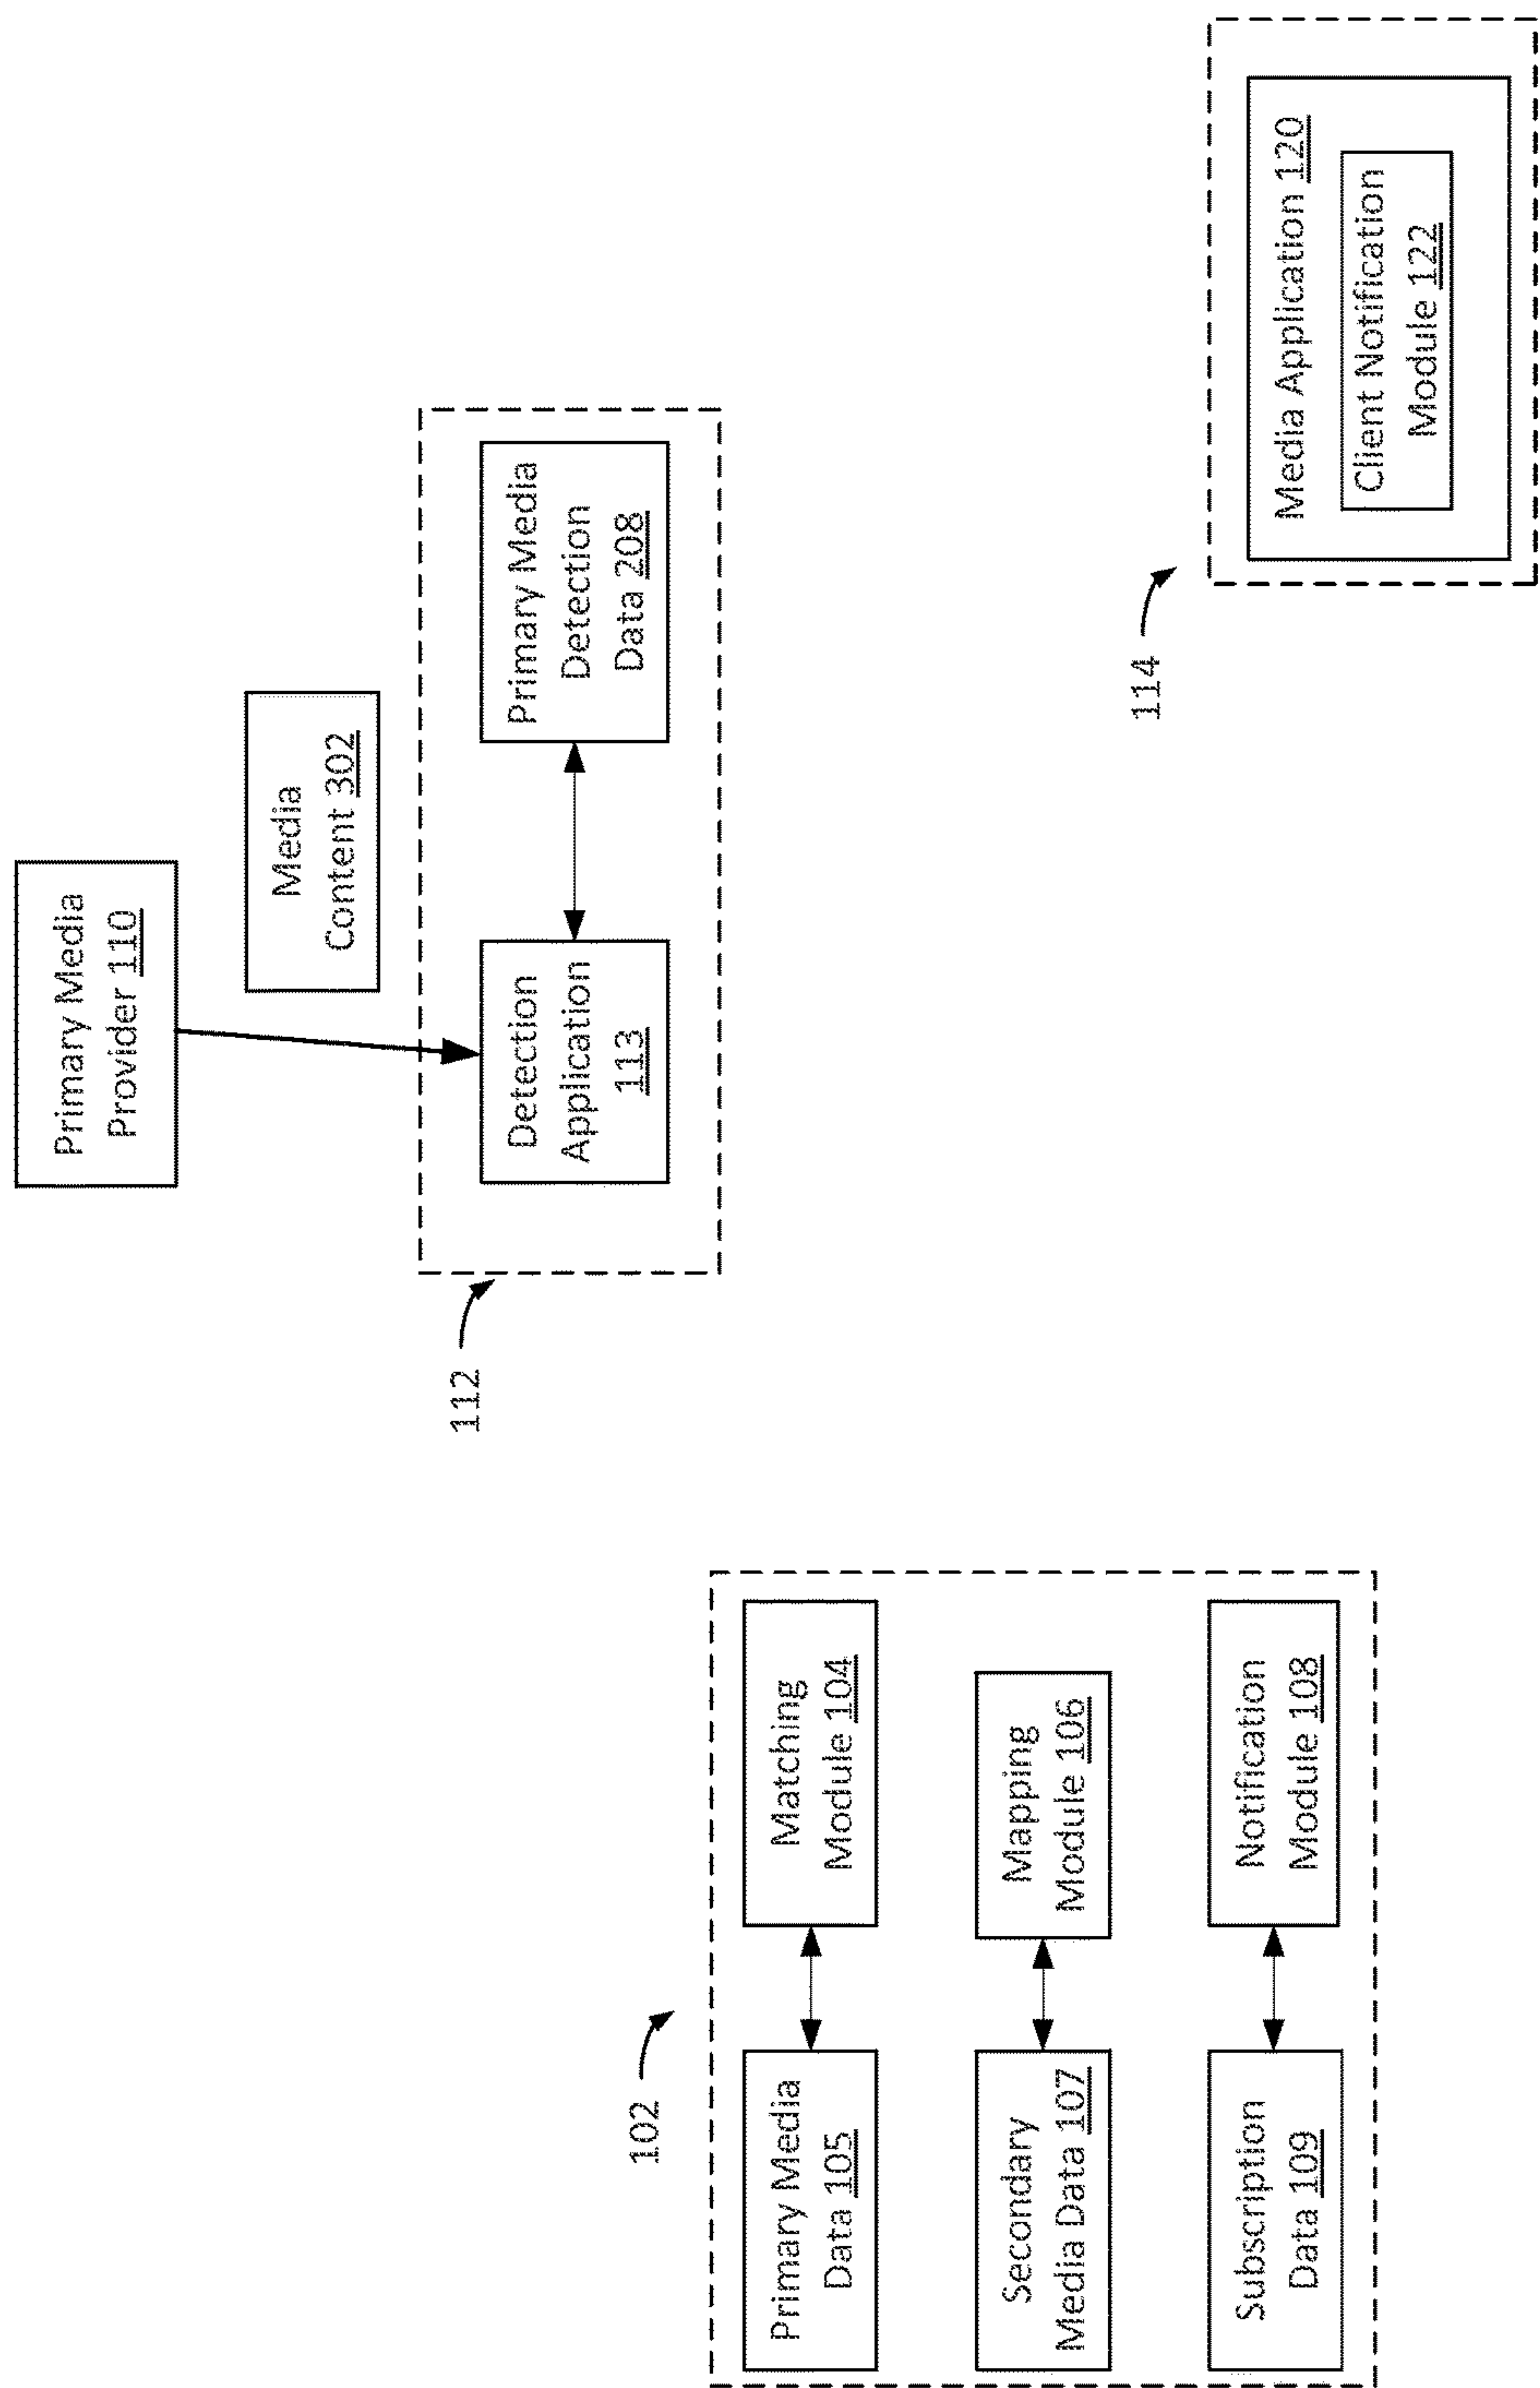 Primary Media
Provider 110
Media
Content 302
112
Detection
Application
113
Primary Media
Detection
Data 208
102
Primary Media
Data 105
Matching
Module 104
Secondary
Media Data 107
Mapping
Module 106
Subscription
Data 109
Notification
Module 108
114
Media Application 120
Client Notification
Module 122